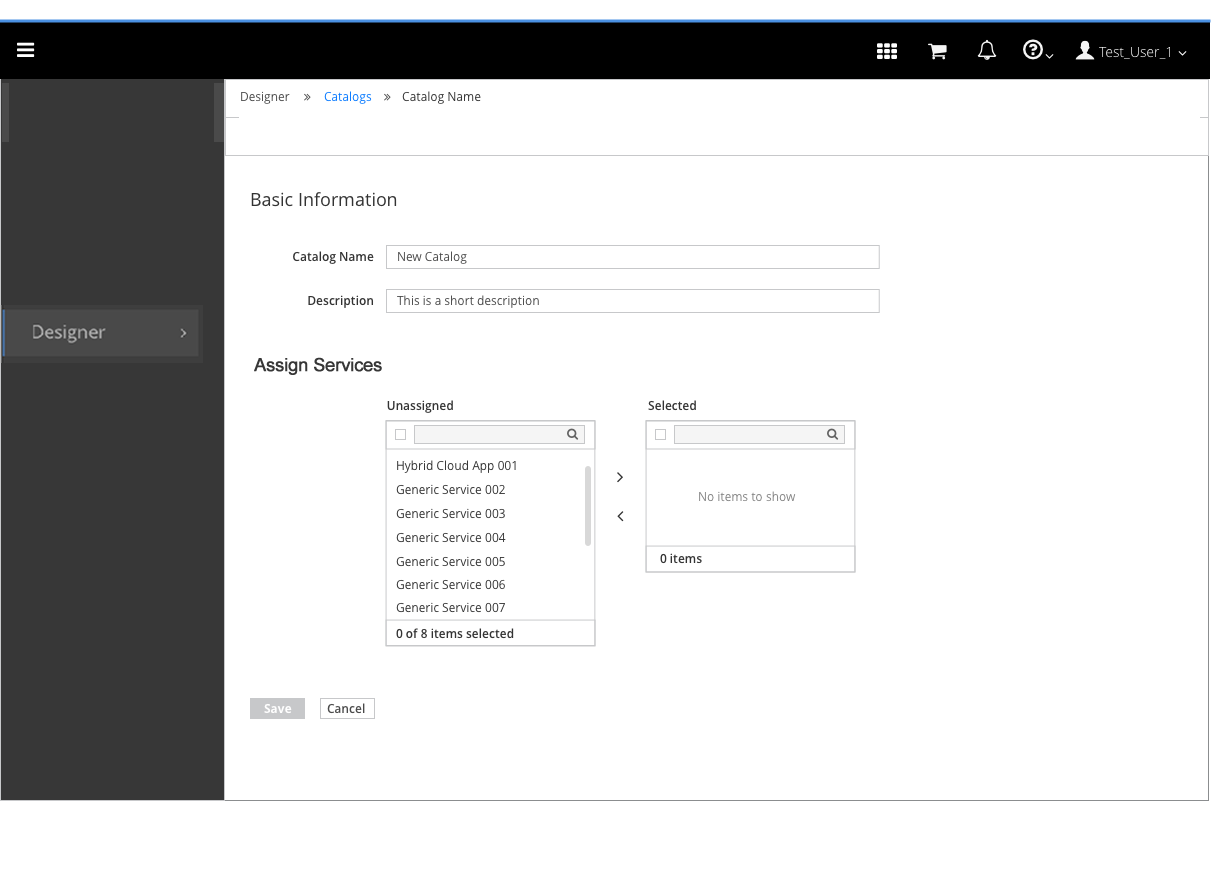 Test_User_1
Designer » Catalogs » Catalog Name
Basic Information
Catalog Name New Catalog
Description This is a short description
Designer
Assign Services
Unassigned Selected
Hybrid Cloud App 001
Generic Service 002
No items to show
Generic Service 003
Generic Service 004
Generic Service 005
0 items
Generic Service 006
Generic Service 007
0 of 8 items selected
Save Cancel